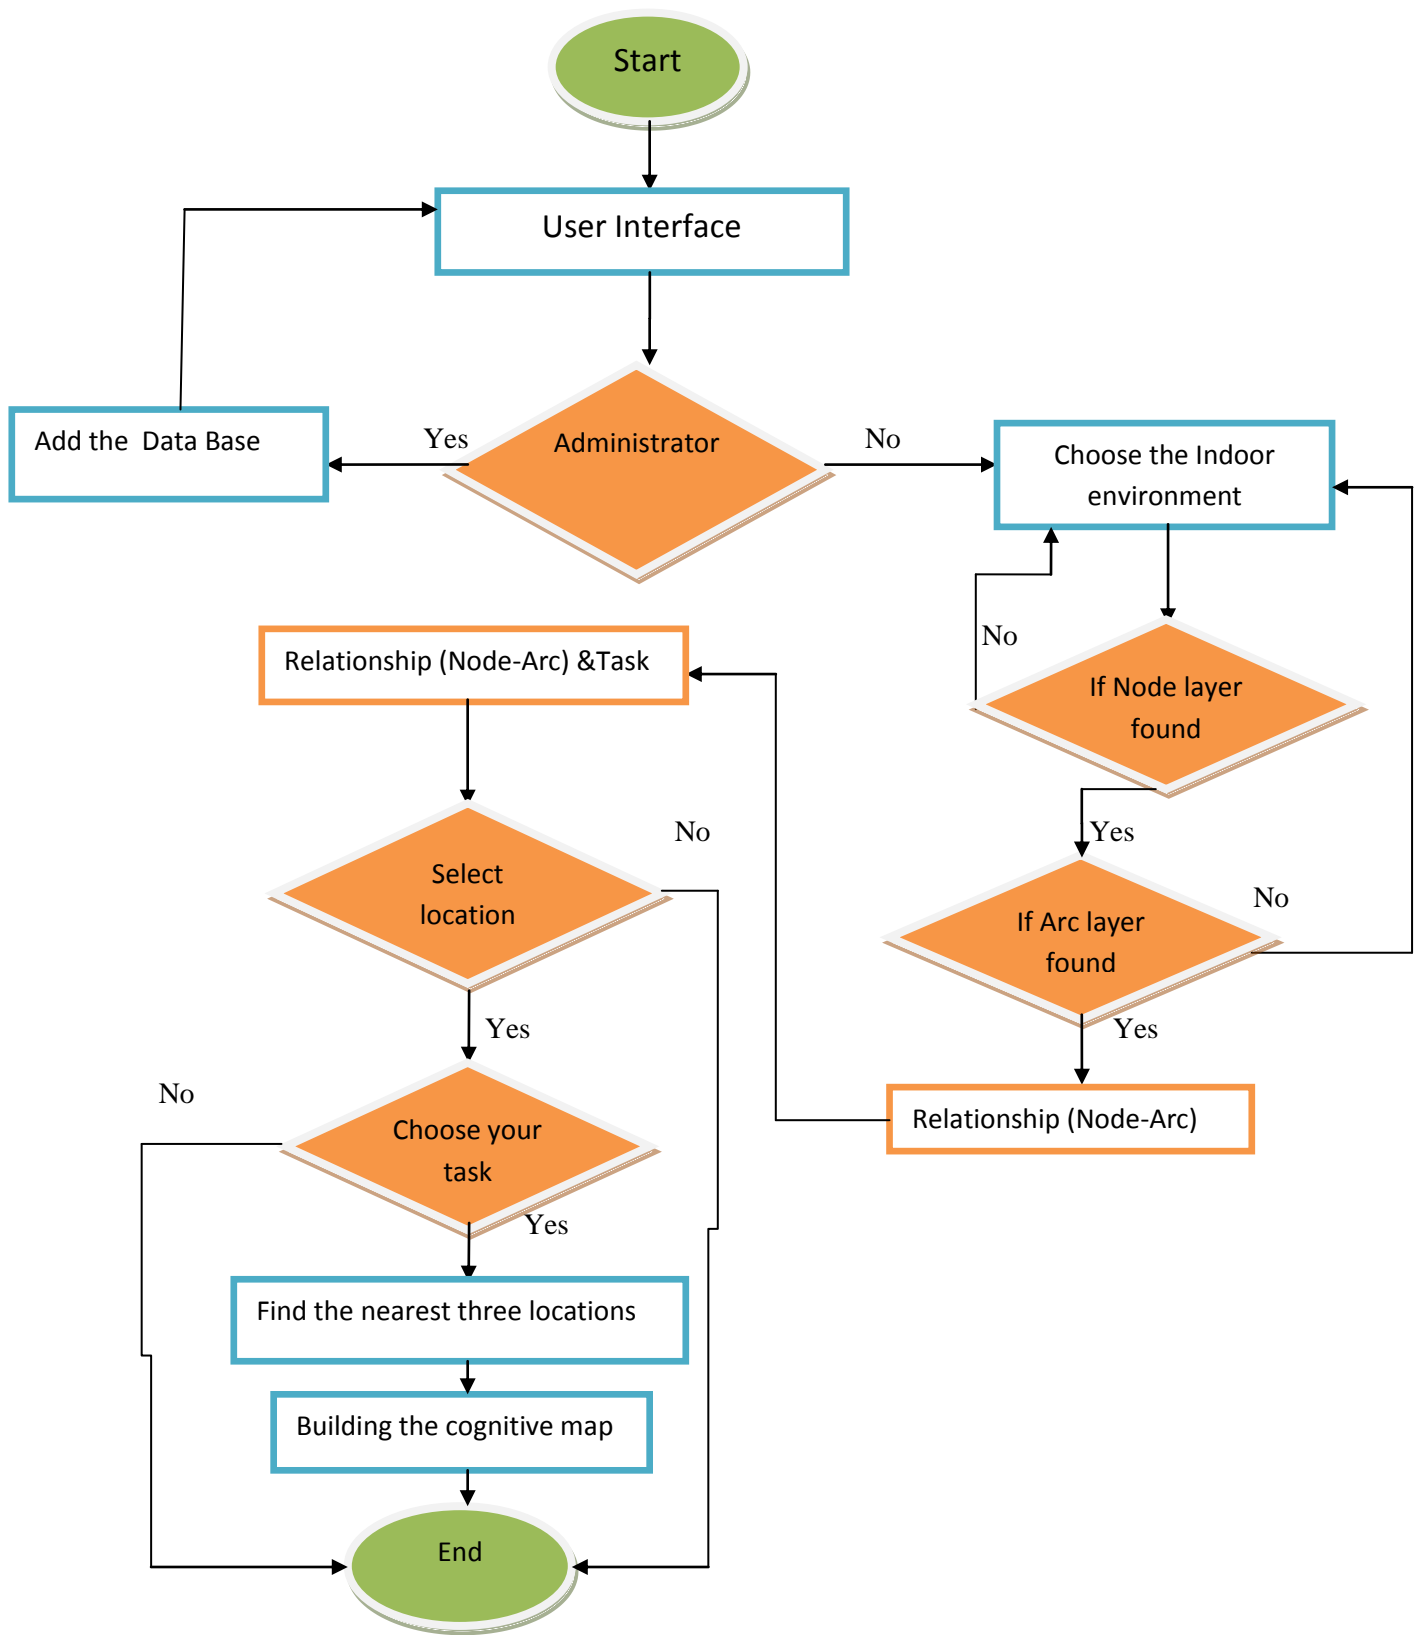 Start
User Interface
Administrator
Yes
No
Add the  Data Base
Choose the Indoor
environment
No
If Node layer
found
Yes
If Arc layer
found
No
Yes
Relationship (Node-Arc)
Relationship (Node-Arc) &Task
Select
location
No
Yes
Choose your
task
No
Yes
Find the nearest three locations
Building the cognitive map
End